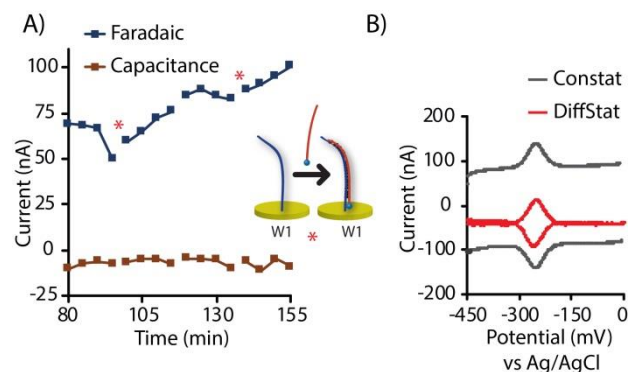 A)
Faradaic
Capacitance
100
75
50
25
0
-25
Current (nA)
80
105
130
155
Time (min)
*
*
W1
*
W1
B)
Constat
DiffStat
200
100
0
-100
-200
Current (nA)
-450
-300
-150
0
Potential (mV)
vs Ag/AgCl